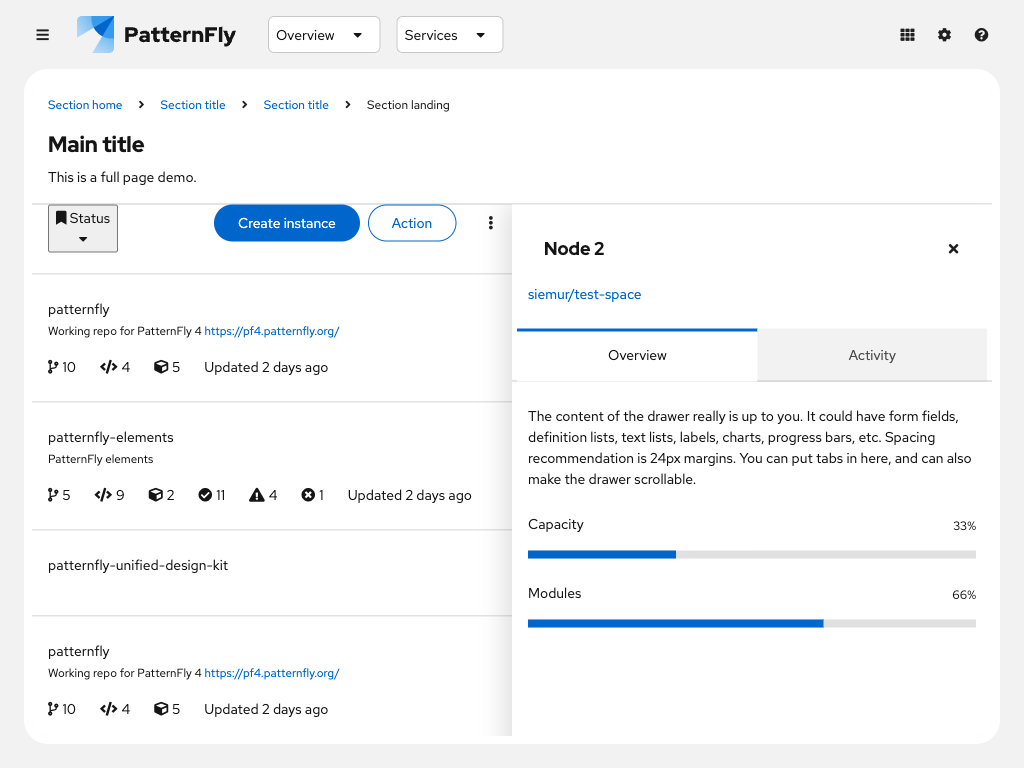 PatternFly
Overview
Services
Section home
Section title
Section title
Section landing
Main title
This is a full page demo.
Status
Create instance
Action
patternfly
Working repo for PatternFly 4 https://pf4.patternfly.org/
10 4 5 Updated 2 days ago
patternfly-elements
PatternFly elements
5 9 2 11 4 1 Updated 2 days ago
patternfly-unified-design-kit
patternfly
Working repo for PatternFly 4 https://pf4.patternfly.org/
10 4 5 Updated 2 days ago
Node 2
siemur/test-space
Overview
Activity
The content of the drawer really is up to you. It could have form fields,
definition lists, text lists, labels, charts, progress bars, etc. Spacing
recommendation is 24px margins. You can put tabs in here, and can also
make the drawer scrollable.
Capacity
33%
Modules
66%